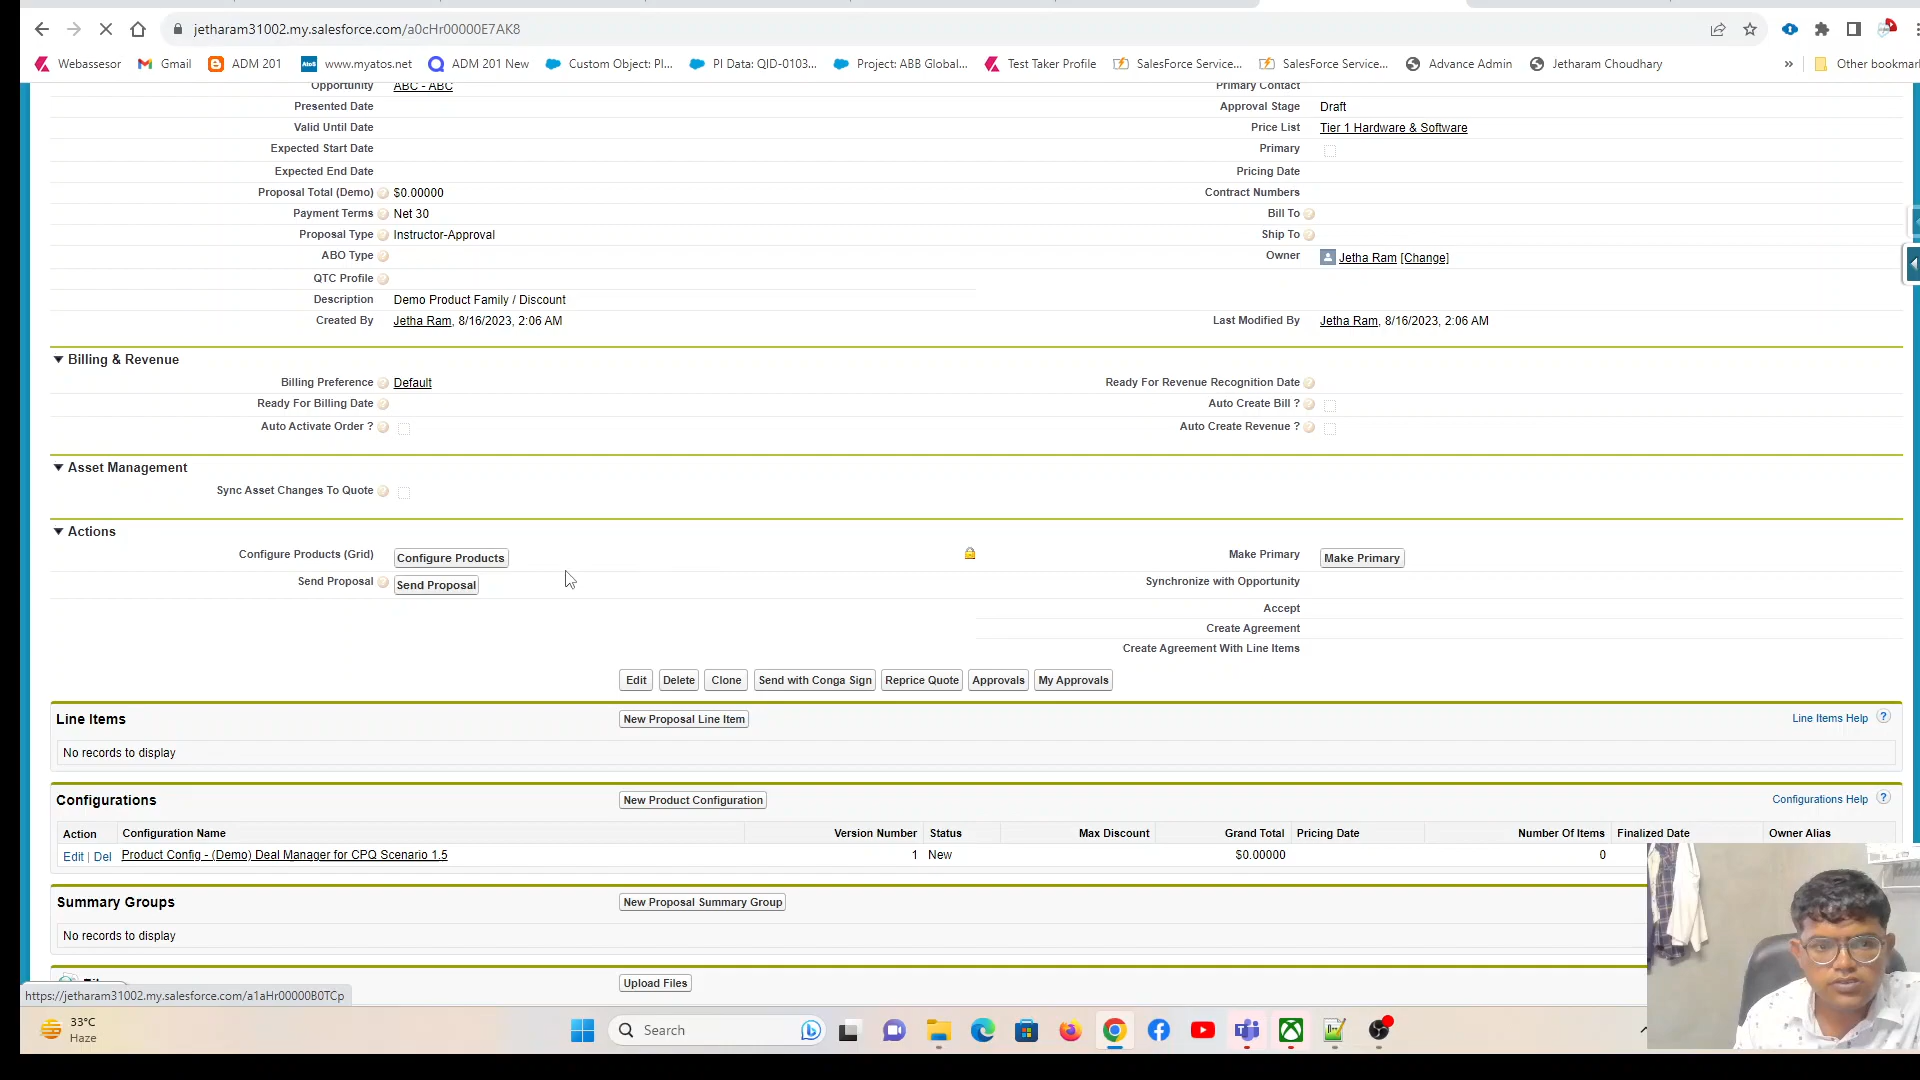 jetharam31002.my.salesforce.com/a0cHr00000E7AK8
Webassesor Gmail ADM 201 www.myatos.net ADM 201 New Custom Object: Pl... PI Data: QID-0103... Project: ABB Global... Test Taker Profile SalesForce Service... SalesForce Service... Advance Admin Jetharam Choudhary » Other bookmar
Opportunity ABC - ABC Primary Contact
Presented Date Approval Stage Draft
Valid Until Date Price List Tier 1 Hardware & Software
Expected Start Date Primary
Expected End Date Pricing Date
Proposal Total (Demo) $0.00000 Contract Numbers
Payment Terms Net 30 Bill To
Proposal Type Instructor-Approval Ship To
ABO Type Owner Jetha Ram [Change]
QTC Profile
Description Demo Product Family / Discount
Created By Jetha Ram, 8/16/2023, 2:06 AM Last Modified By Jetha Ram, 8/16/2023, 2:06 AM
Billing & Revenue
Billing Preference Default Ready For Revenue Recognition Date
Ready For Billing Date Auto Create Bill ?
Auto Activate Order ? Auto Create Revenue ?
Asset Management
Sync Asset Changes To Quote
Actions
Configure Products (Grid) Configure Products Make Primary Make Primary
Send Proposal Send Proposal Synchronize with Opportunity
Accept
Create Agreement
Create Agreement With Line Items
Edit Delete Clone Send with Conga Sign Reprice Quote Approvals My Approvals
Line Items New Proposal Line Item Line Items Help ?
No records to display
Configurations New Product Configuration Configurations Help ?
Action Configuration Name Version Number Status Max Discount Grand Total Pricing Date Number Of Items Finalized Date Owner Alias
Edit | Del Product Config - (Demo) Deal Manager for CPQ Scenario 1.5 1 New $0.00000 0
Summary Groups New Proposal Summary Group
No records to display
Upload Files
https://jetharam31002.my.salesforce.com/a1aHr00000B0TCp
33°C
Haze
Search